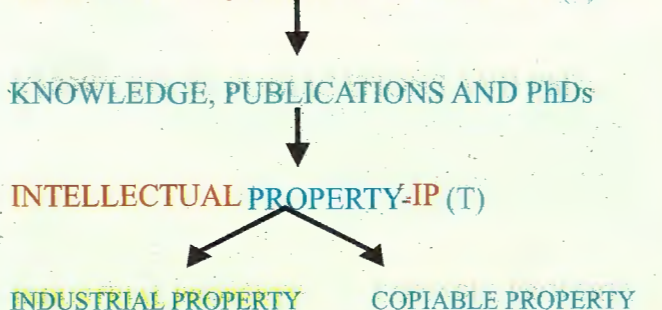 KNOWLEDGE, PUBLICATIONS AND PhDs
INTELLECTUAL PROPERTY-IP (T)
INDUSTRIAL PROPERTY COPIABLE PROPERTY